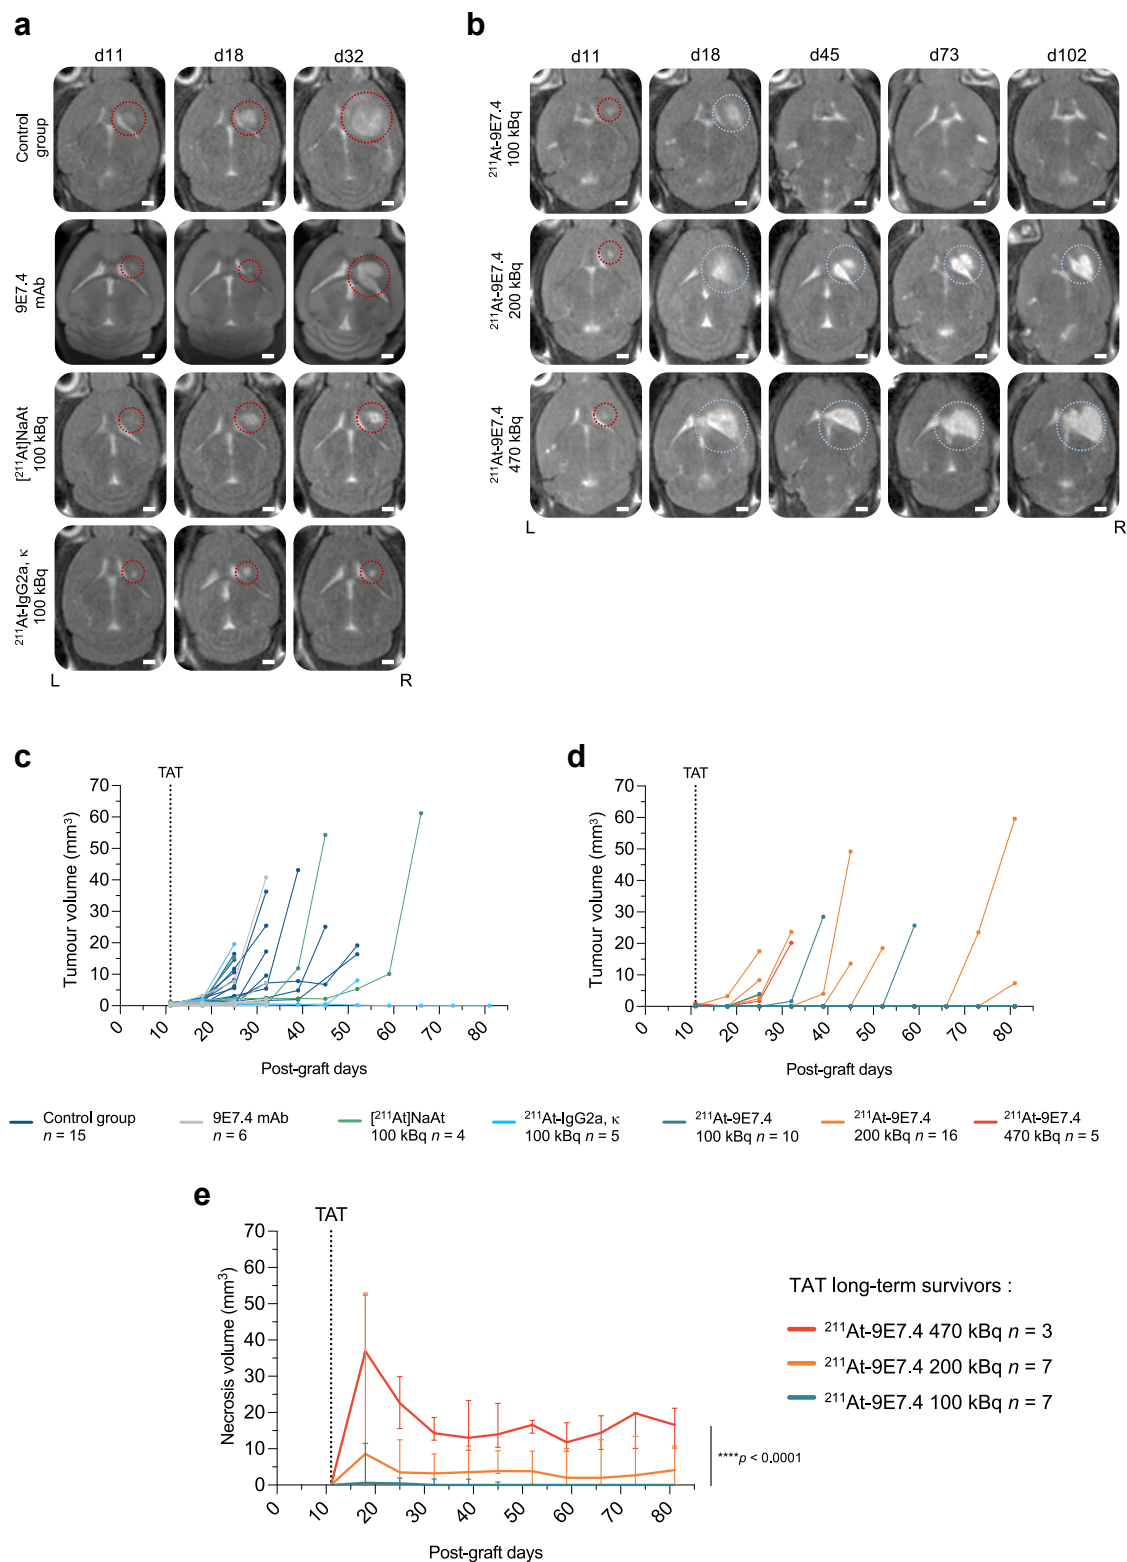 a
d11 d18 d32
Control
group
9E7.4
mAb
[²¹¹At]NaAt
100 kBq
²¹¹At-IgG2a, κ
100 kBq
L R
b
d11 d18 d45 d73 d102
²¹¹At-9E7.4
100 kBq
²¹¹At-9E7.4
200 kBq
²¹¹At-9E7.4
470 kBq
L R
c
TAT
Tumour volume (mm³)
70
60
50
40
30
20
10
0
0 10 20 30 40 50 60 70 80
Post-graft days
d
TAT
Tumour volume (mm³)
70
60
50
40
30
20
10
0
0 10 20 30 40 50 60 70 80
Post-graft days
Control group
n = 15
9E7.4 mAb
n = 6
[²¹¹At]NaAt
100 kBq n = 4
²¹¹At-IgG2a, κ
100 kBq n = 5
²¹¹At-9E7.4
100 kBq n = 10
²¹¹At-9E7.4
200 kBq n = 16
²¹¹At-9E7.4
470 kBq n = 5
e
TAT
Necrosis volume (mm³)
70
60
50
40
30
20
10
0
0 10 20 30 40 50 60 70 80
Post-graft days
****p < 0.0001
TAT long-term survivors :
²¹¹At-9E7.4 470 kBq n = 3
²¹¹At-9E7.4 200 kBq n = 7
²¹¹At-9E7.4 100 kBq n = 7